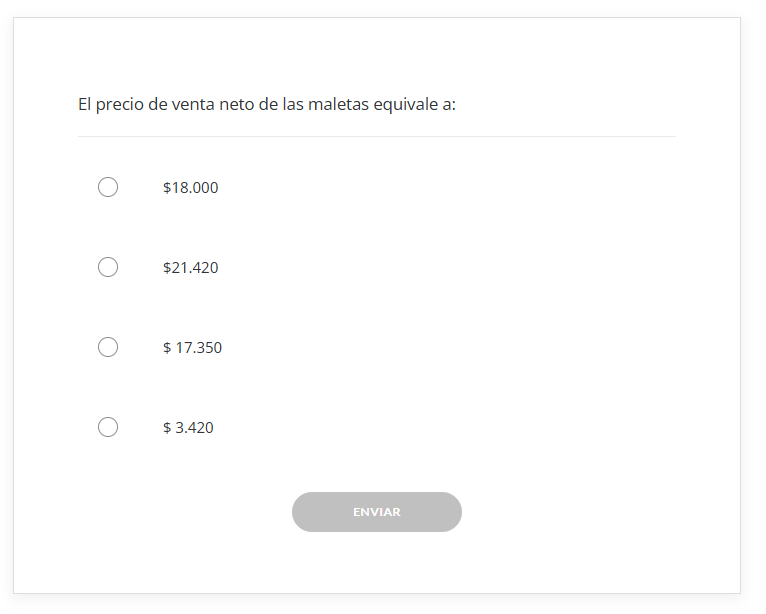 El precio de venta neto de las maletas equivale a:
$18.000
$21.420
$ 17.350
$ 3.420
ENVIAR